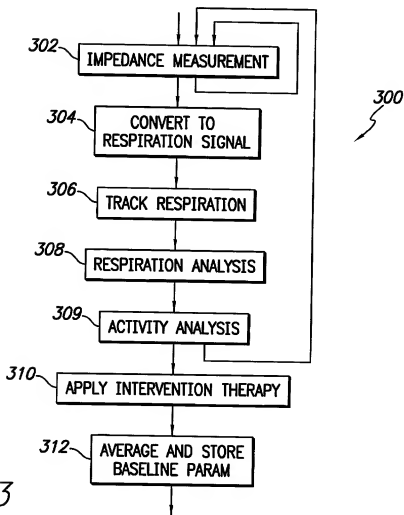 302
IMPEDANCE MEASUREMENT
300
304
CONVERT TO
RESPIRATION SIGNAL
306
TRACK RESPIRATION
308
RESPIRATION ANALYSIS
309
ACTIVITY ANALYSIS
310
APPLY INTERVENTION THERAPY
312
AVERAGE AND STORE
BASELINE PARAM
3